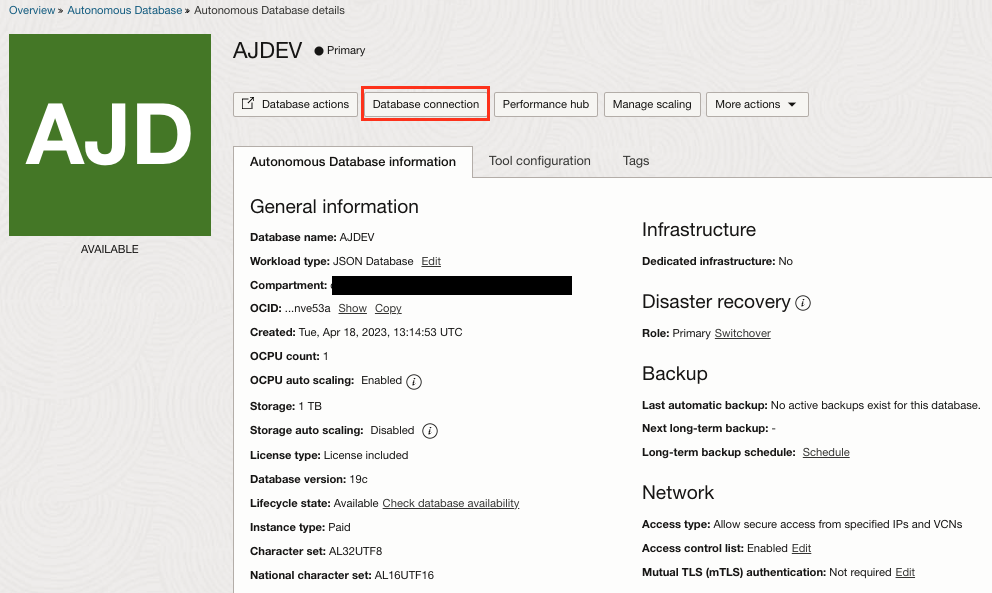 Overview » Autonomous Database » Autonomous Database details
AJD
AVAILABLE
AJDEV ● Primary
Database actions Database connection Performance hub Manage scaling More actions
Autonomous Database information Tool configuration Tags
General information
Database name: AJDEV
Workload type: JSON Database Edit
Compartment:
OCID: ...nve53a Show Copy
Created: Tue, Apr 18, 2023, 13:14:53 UTC
OCPU count: 1
OCPU auto scaling: Enabled i
Storage: 1 TB
Storage auto scaling: Disabled i
License type: License included
Database version: 19c
Lifecycle state: Available Check database availability
Instance type: Paid
Character set: AL32UTF8
National character set: AL16UTF16
Infrastructure
Dedicated infrastructure: No
Disaster recovery i
Role: Primary Switchover
Backup
Last automatic backup: No active backups exist for this database.
Next long-term backup: -
Long-term backup schedule: Schedule
Network
Access type: Allow secure access from specified IPs and VCNs
Access control list: Enabled Edit
Mutual TLS (mTLS) authentication: Not required Edit